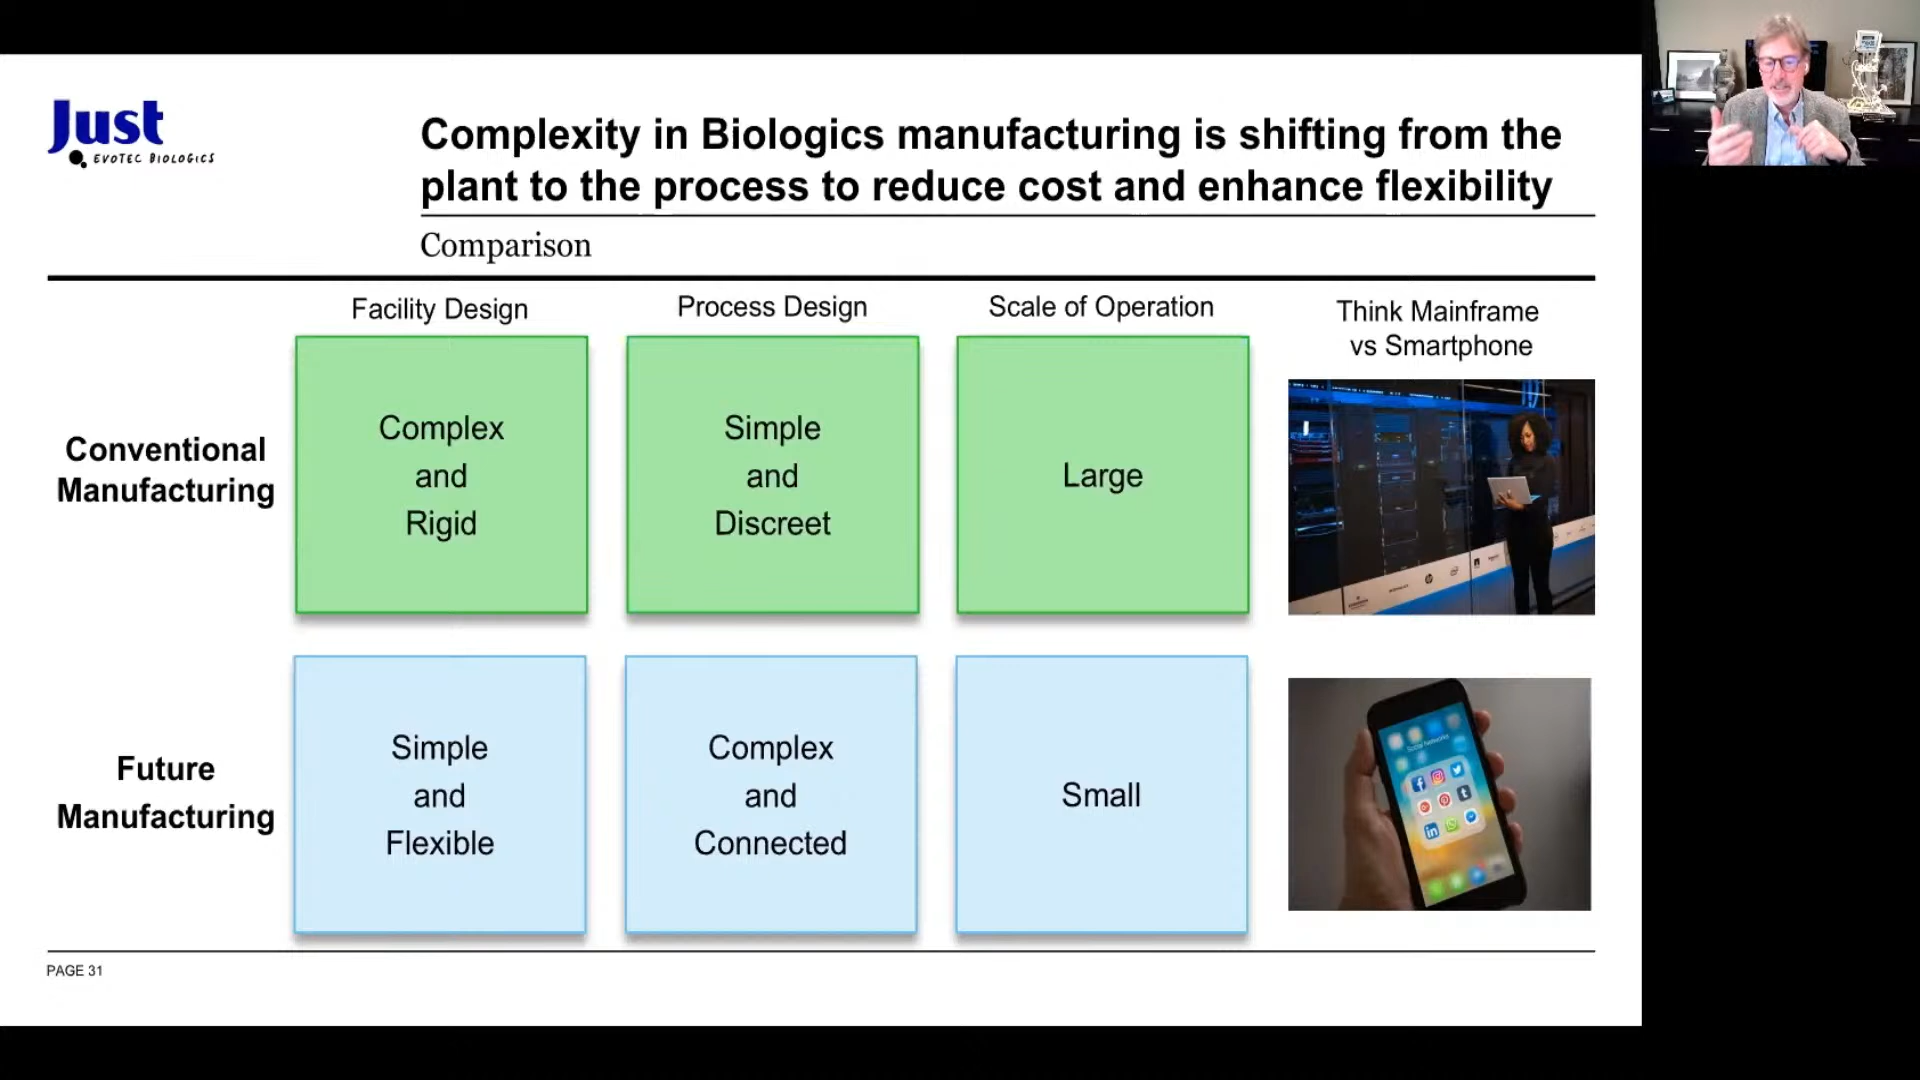 Just
EVOTEC BIOLOGICS
Complexity in Biologics manufacturing is shifting from the
plant to the process to reduce cost and enhance flexibility
Comparison
Facility Design
Process Design
Scale of Operation
Think Mainframe
vs Smartphone
Conventional
Manufacturing
Complex
and
Rigid
Simple
and
Discreet
Large
Future
Manufacturing
Simple
and
Flexible
Complex
and
Connected
Small
Social Networks
PAGE 31